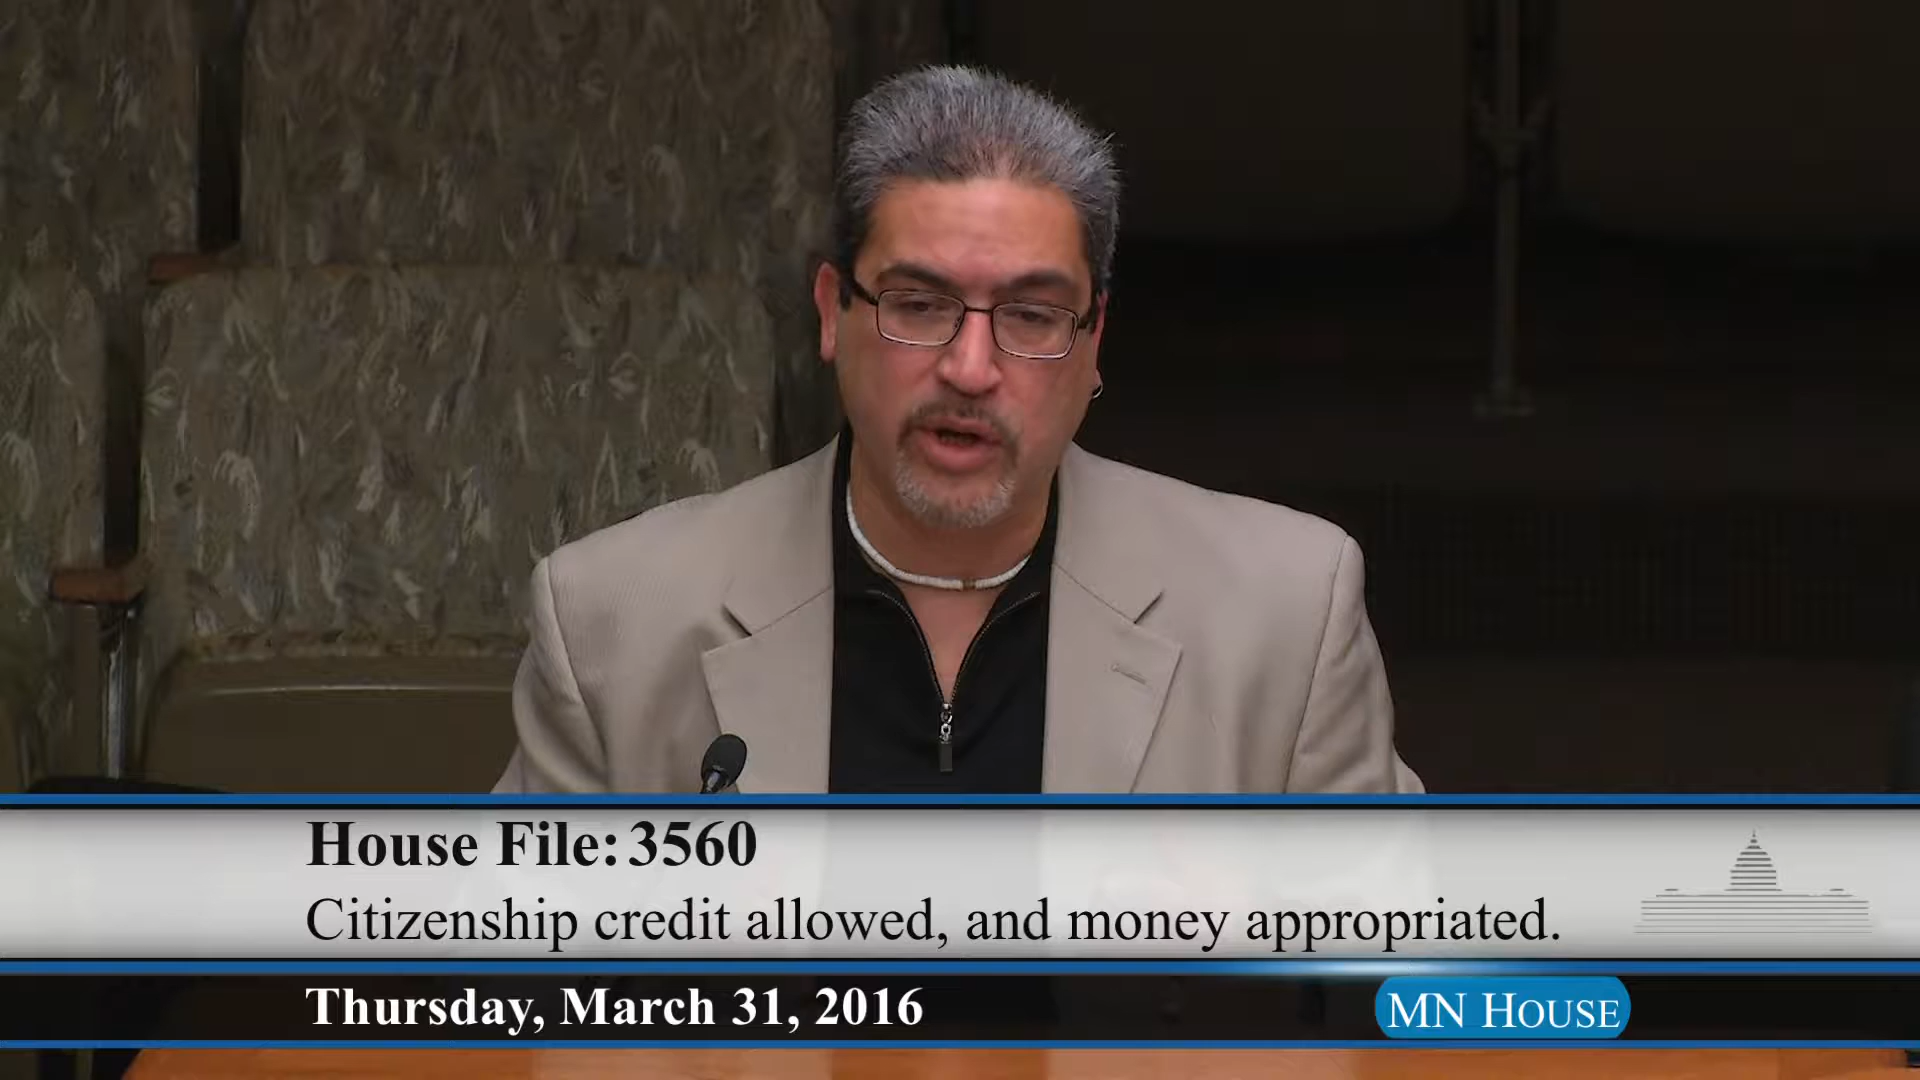 House File: 3560
Citizenship credit allowed, and money appropriated.
Thursday, March 31, 2016
MN HOUSE